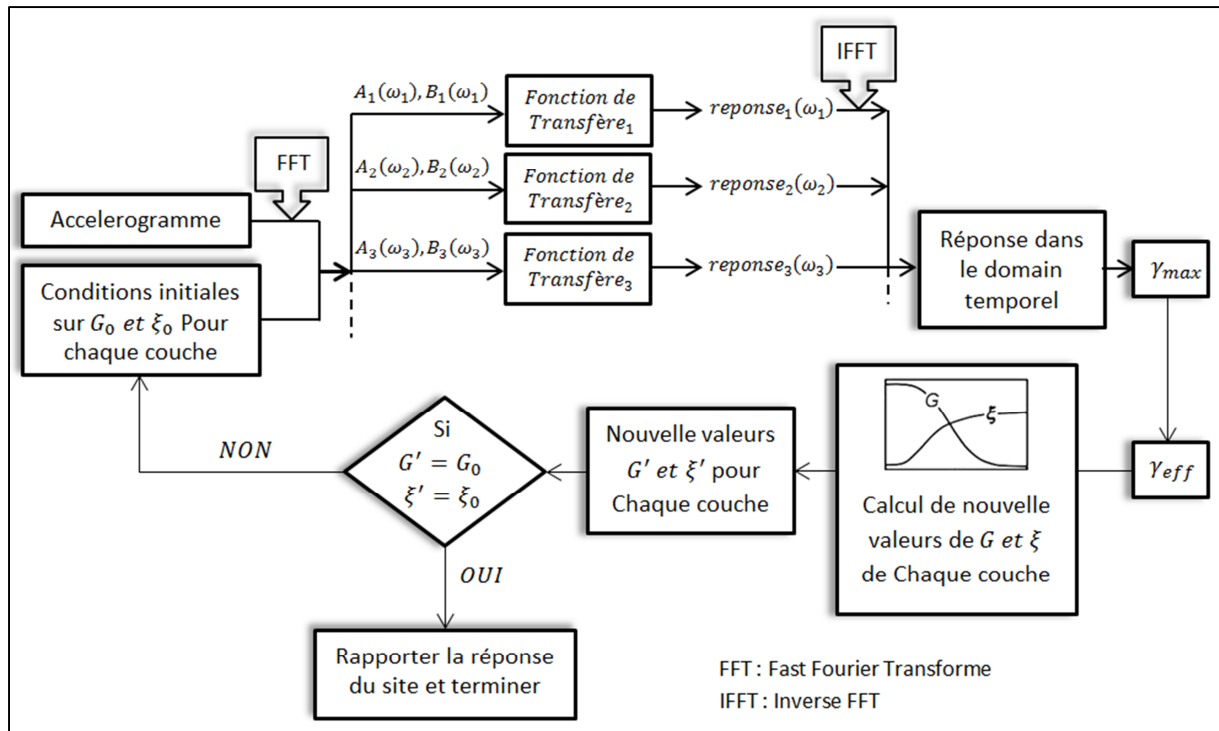 IFFT
FFT
A₁(ω₁), B₁(ω₁)
Fonction de
Transfère₁
reponse₁(ω₁)
A₂(ω₂), B₂(ω₂)
Fonction de
Transfère₂
reponse₂(ω₂)
A₃(ω₃), B₃(ω₃)
Fonction de
Transfère₃
reponse₃(ω₃)
Accelerogramme
Conditions initiales
sur G₀ et ξ₀ Pour
chaque couche
Réponse dans
le domain
temporel
γmax
γeff
G
ξ
Calcul de nouvelle
valeurs de G et ξ
de Chaque couche
Nouvelle valeurs
G′ et ξ′ pour
Chaque couche
Si
G′ = G₀
ξ′ = ξ₀
NON
OUI
Rapporter la réponse
du site et terminer
FFT : Fast Fourier Transforme
IFFT : Inverse FFT